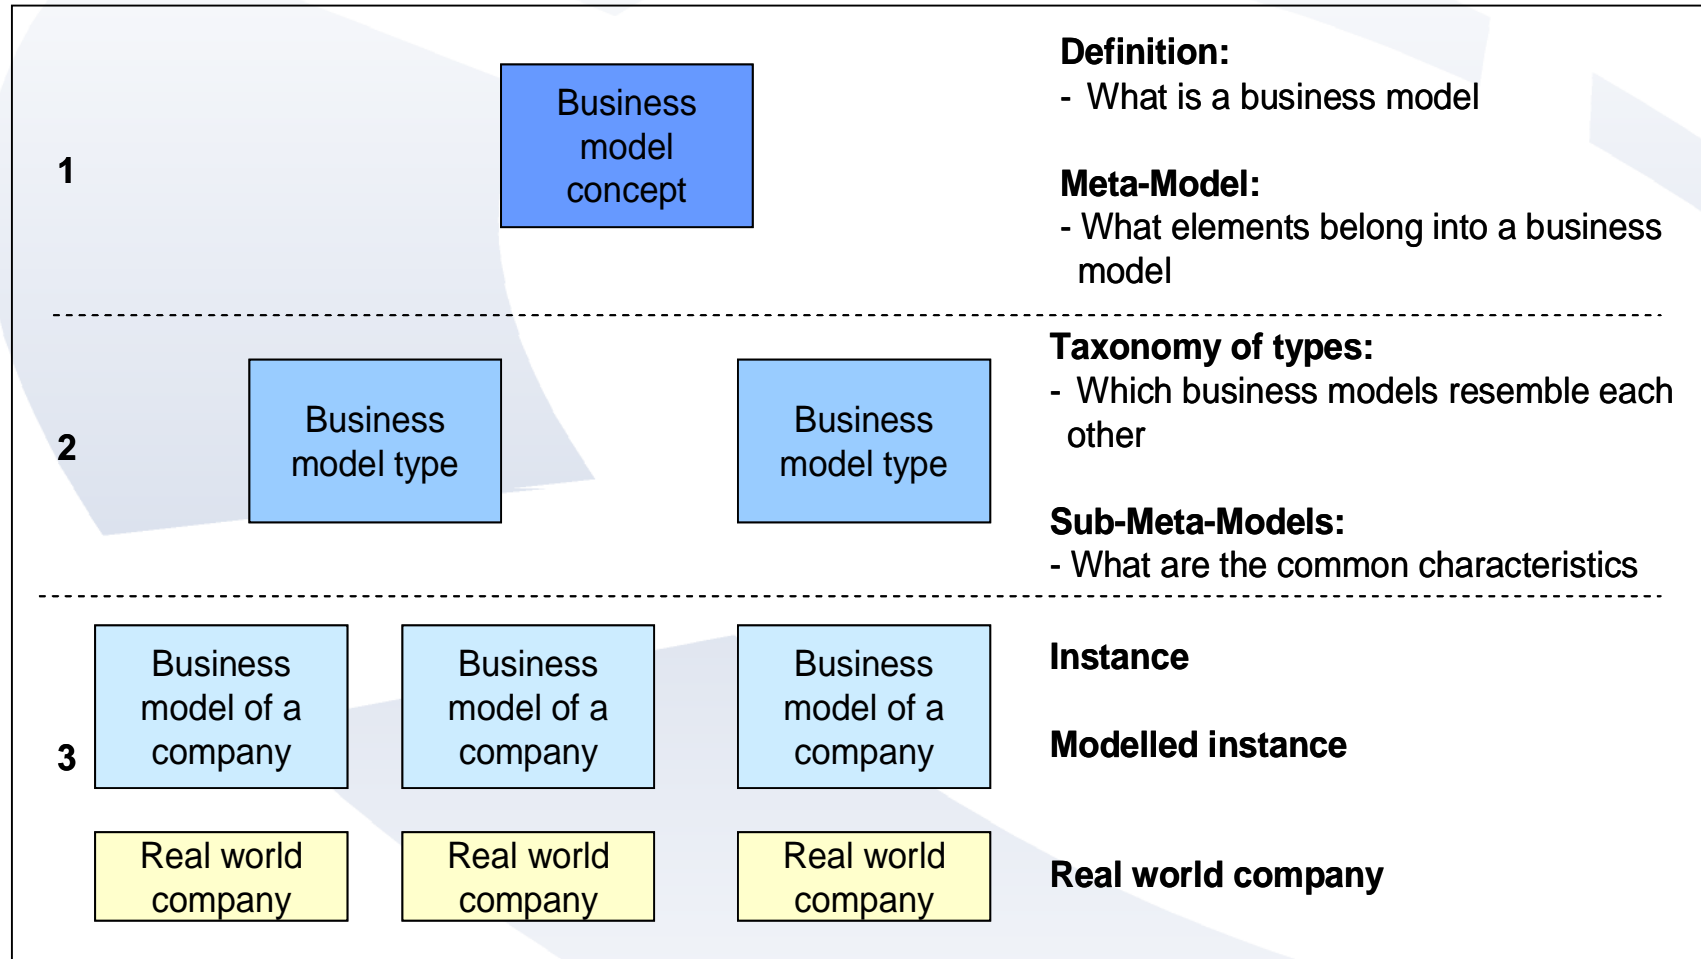 1
Business
model
concept
Definition:
- What is a business model
Meta-Model:
- What elements belong into a business
model
2
Business
model type
Business
model type
Taxonomy of types:
- Which business models resemble each
other
Sub-Meta-Models:
- What are the common characteristics
3
Business
model of a
company
Business
model of a
company
Business
model of a
company
Instance
Modelled instance
Real world
company
Real world
company
Real world
company
Real world company